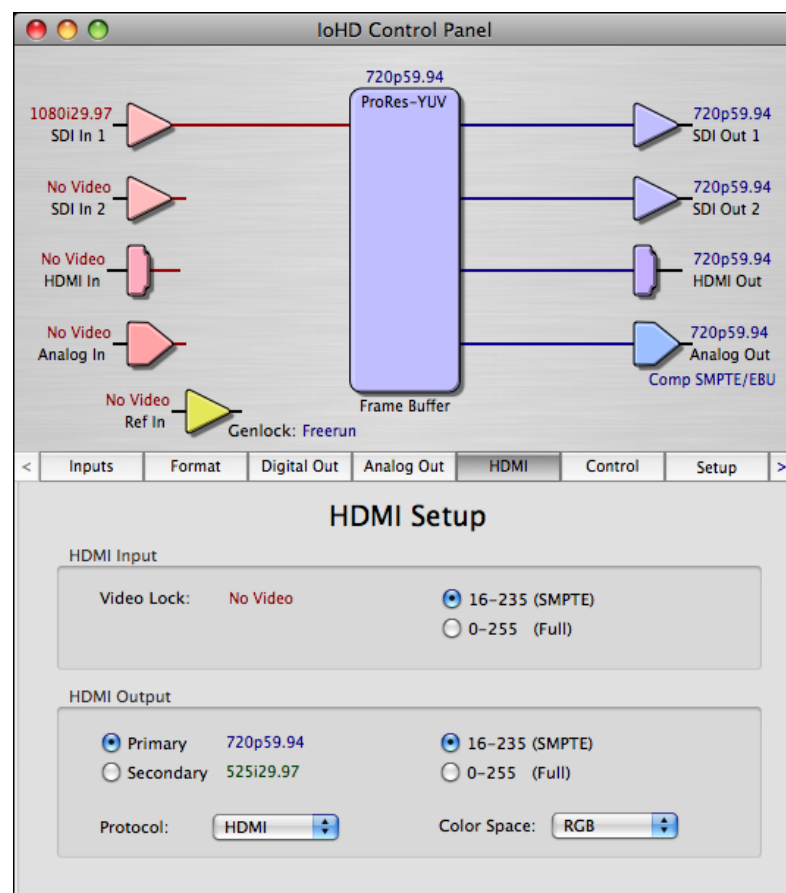 IoHD Control Panel
720p59.94
ProRes-YUV
1080i29.97
SDI In 1
720p59.94
SDI Out 1
No Video
SDI In 2
720p59.94
SDI Out 2
No Video
HDMI In
720p59.94
HDMI Out
No Video
Analog In
720p59.94
Analog Out
Comp SMPTE/EBU
No Video
Ref In
Genlock: Freerun
Frame Buffer
< Inputs Format Digital Out Analog Out HDMI Control Setup >
HDMI Setup
HDMI Input
Video Lock: No Video
16-235 (SMPTE)
0-255 (Full)
HDMI Output
Primary 720p59.94
16-235 (SMPTE)
Secondary 525i29.97
0-255 (Full)
Protocol: HDMI
Color Space: RGB